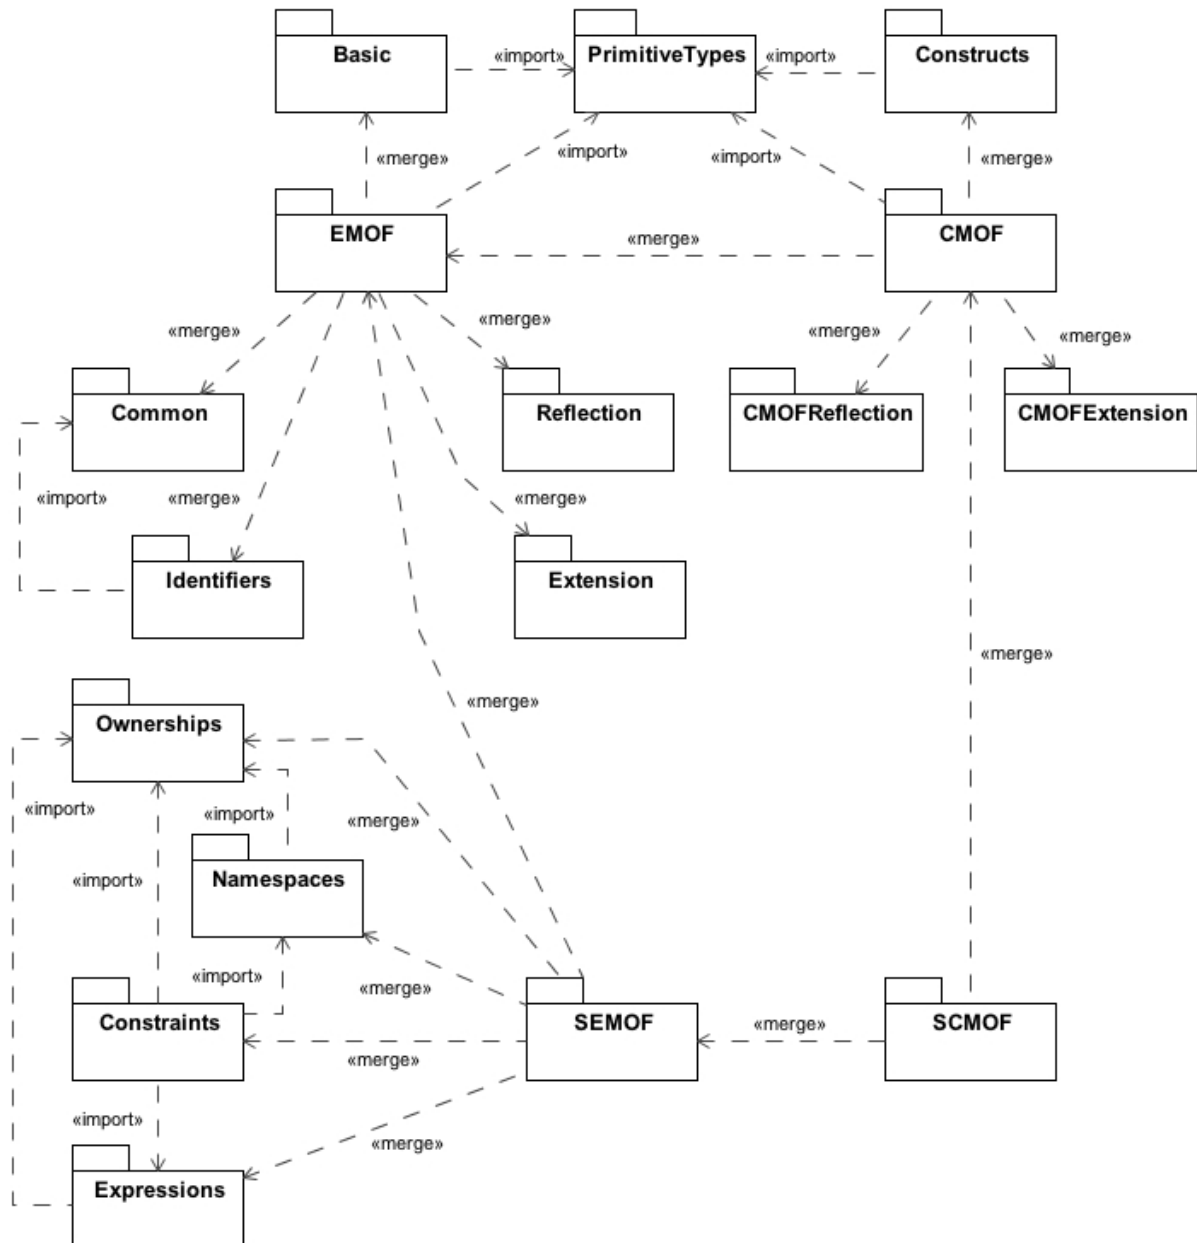 Basic
«import»
PrimitiveTypes
«import»
Constructs
«merge»
«import»
«import»
«merge»
EMOF
«merge»
CMOF
«merge»
«merge»
«merge»
«merge»
Common
Reflection
CMOFReflection
CMOFExtension
«import»
«merge»
«merge»
Identifiers
Extension
«merge»
«merge»
Ownerships
«import»
«import»
«merge»
«import»
Namespaces
«import»
«merge»
Constraints
SEMOF
«merge»
SCMOF
«merge»
«import»
«merge»
Expressions